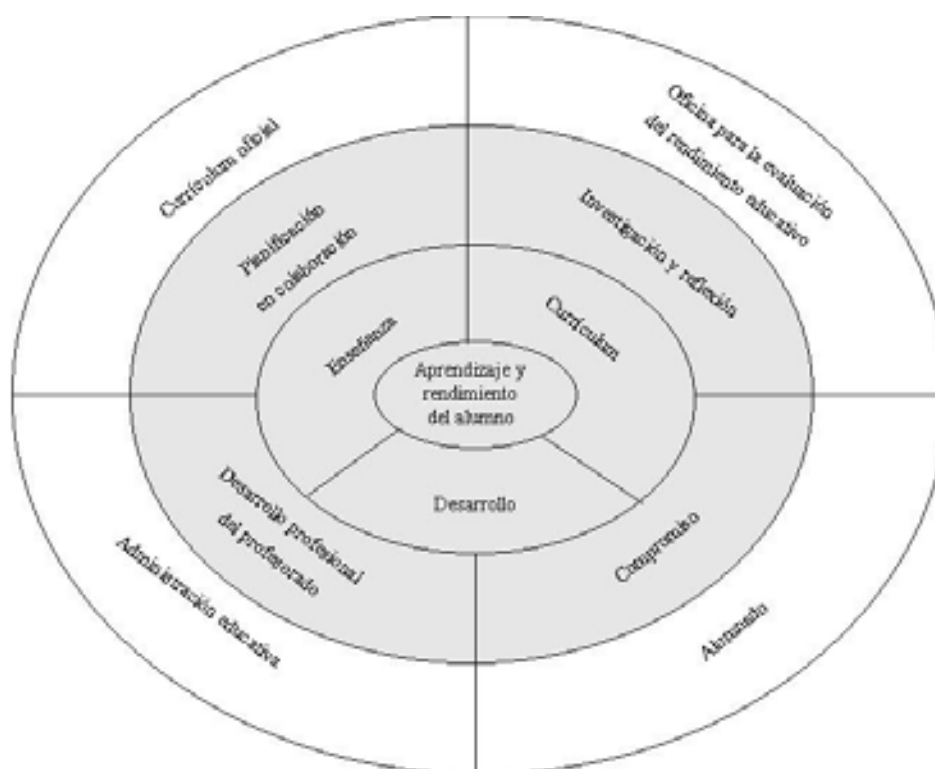 Currículum oficial
Oficina para la evaluación
del rendimiento educativo
Planificación
en colaboración
Investigación y reflexión
Enseñanza
Currículum
Aprendizaje y
rendimiento
del alumno
Desarrollo
Desarrollo profesional
del profesorado
Compromiso
Administración educativa
Alumnado